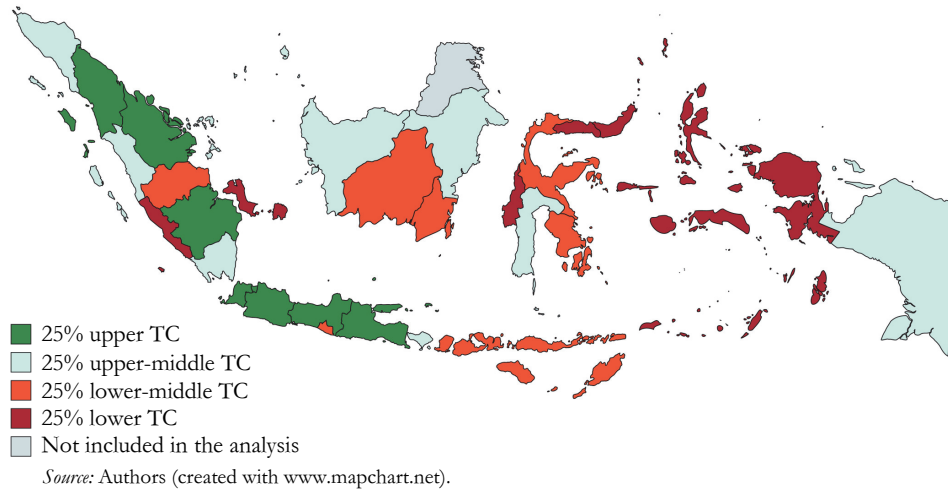 25% upper TC
25% upper-middle TC
25% lower-middle TC
25% lower TC
Not included in the analysis
Source: Authors (created with www.mapchart.net).